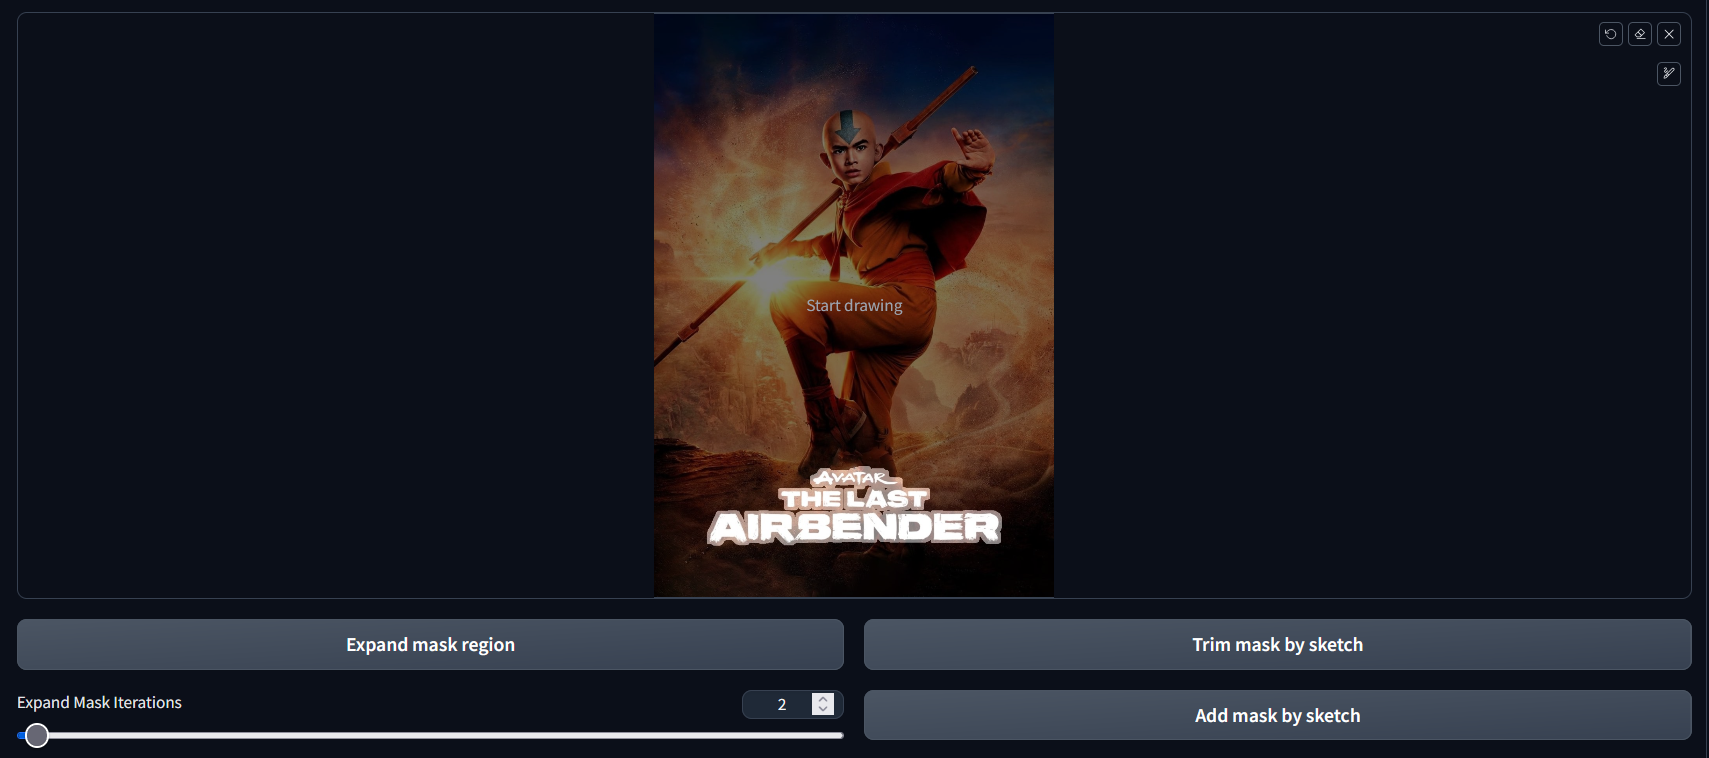 Start drawing
AVATAR
THE LAST
AIRBENDER
Expand mask region
Trim mask by sketch
Expand Mask Iterations
2
Add mask by sketch